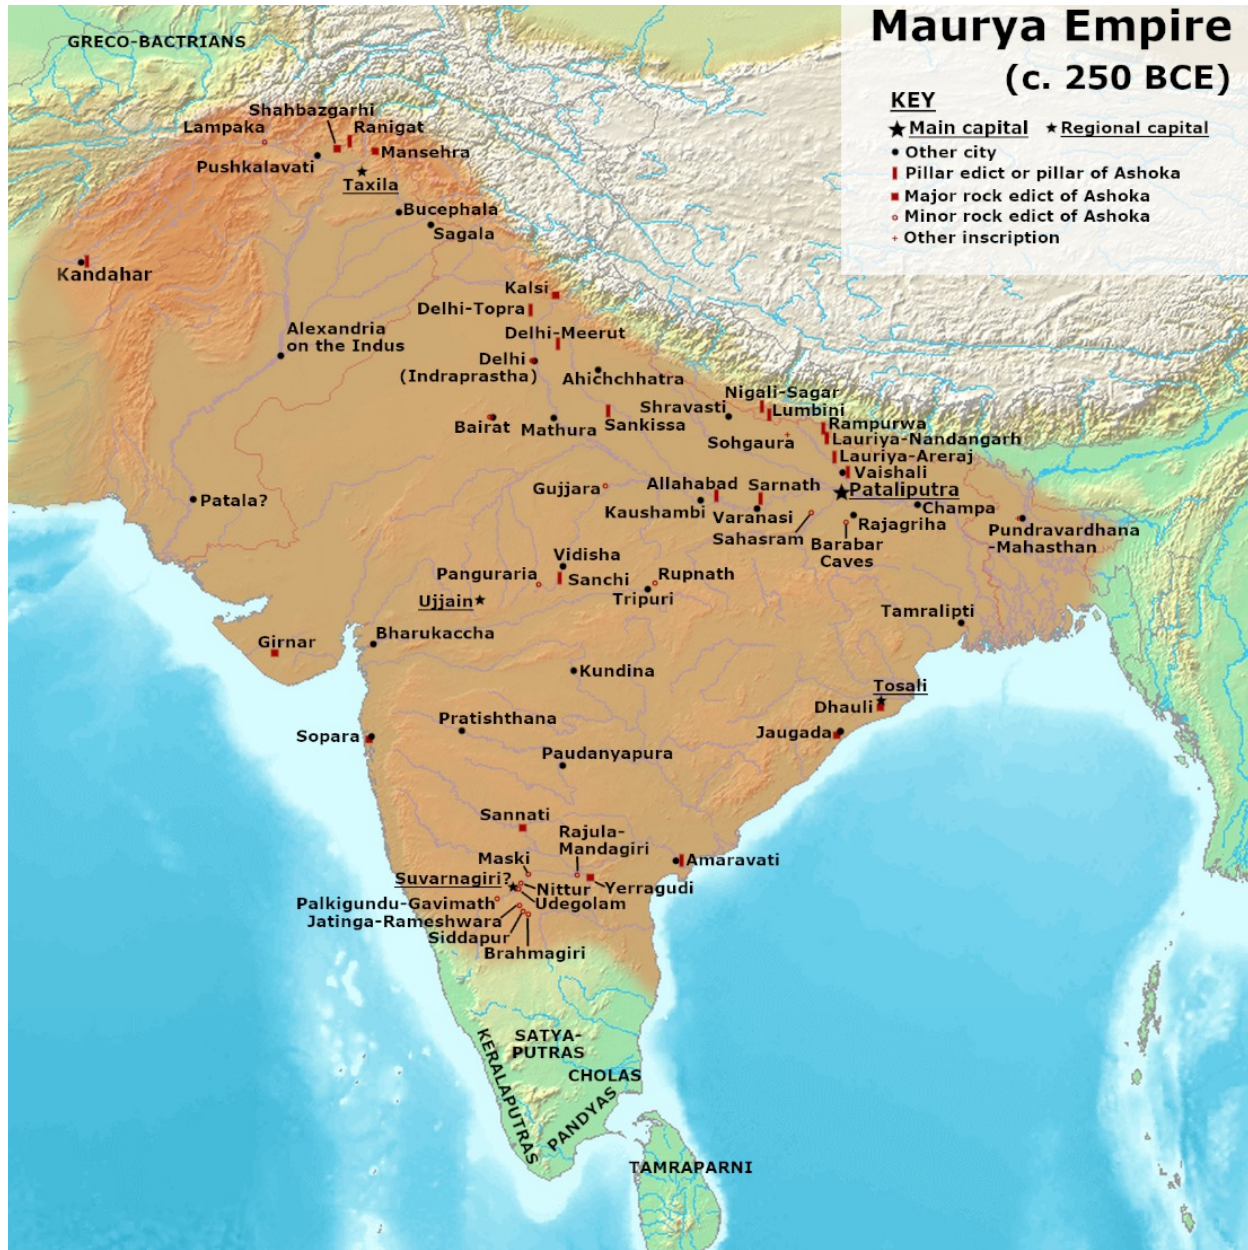 Maurya Empire
(c. 250 BCE)
KEY
Main capital
Regional capital
Other city
Pillar edict or pillar of Ashoka
Major rock edict of Ashoka
Minor rock edict of Ashoka
Other inscription
GRECO-BACTRIANS
Shahbazgarhi
Lampaka
Ranigat
Pushkalavati
Mansehra
Taxila
Bucephala
Sagala
Kandahar
Kalsi
Delhi-Topra
Alexandria
on the Indus
Delhi-Meerut
Delhi
(Indraprastha)
Ahichchhatra
Nigali-Sagar
Shravasti
Lumbini
Bairat
Mathura
Sankissa
Sohgaura
Rampurwa
Lauriya-Nandangarh
Lauriya-Areraj
Vaishali
Patala?
Gujjara
Allahabad
Sarnath
Pataliputra
Kaushambi
Varanasi
Champa
Sahasram
Rajagriha
Pundravardhana
-Mahasthan
Barabar
Caves
Vidisha
Panguraria
Sanchi
Rupnath
Ujjain
Tripuri
Tamralipti
Girnar
Bharukaccha
Kundina
Tosali
Dhauli
Pratishthana
Sopara
Jaugada
Paudanyapura
Sannati
Rajula-
Mandagiri
Maski
Amaravati
Suvarnagiri?
Nittur
Yerragudi
Palkigundu-Gavimath
Udegolam
Jatinga-Rameshwara
Siddapur
Brahmagiri
SATYA-
PUTRAS
KERALAPUTRAS
CHOLAS
PANDYAS
TAMRAPARNI